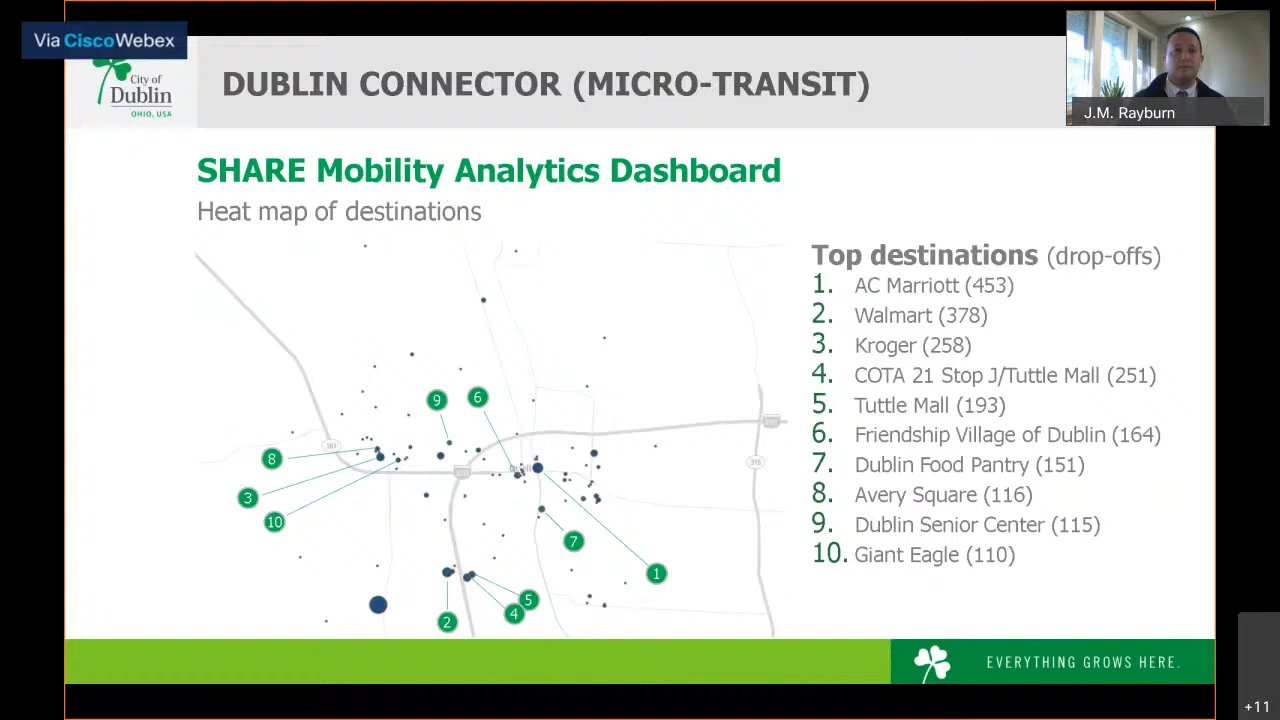 Via CiscoWebex
City of
Dublin
OHIO, USA
DUBLIN CONNECTOR (MICRO-TRANSIT)
J.M. Rayburn
SHARE Mobility Analytics Dashboard
Heat map of destinations
Top destinations (drop-offs)
1. AC Marriott (453)
2. Walmart (378)
3. Kroger (258)
4. COTA 21 Stop J/Tuttle Mall (251)
5. Tuttle Mall (193)
6. Friendship Village of Dublin (164)
7. Dublin Food Pantry (151)
8. Avery Square (116)
9. Dublin Senior Center (115)
10. Giant Eagle (110)
9
6
161
8
315
3
10
7
1
5
4
2
EVERYTHING GROWS HERE.
+11